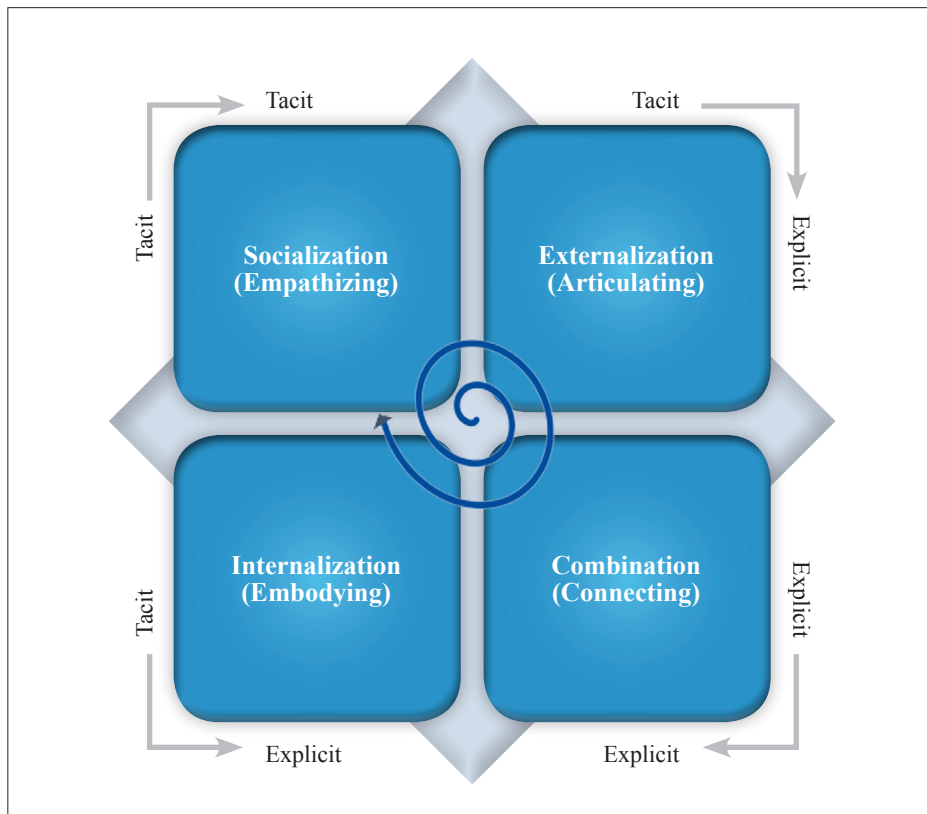 Tacit
Tacit
Tacit
Explicit
Socialization
(Empathizing)
Externalization
(Articulating)
Internalization
(Embodying)
Combination
(Connecting)
Tacit
Explicit
Explicit
Explicit